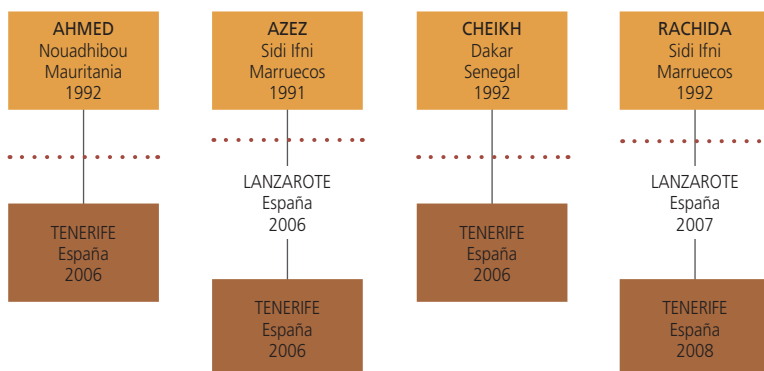 AHMED
Nouadhibou
Mauritania
1992
TENERIFE
España
2006
AZEZ
Sidi Ifni
Marruecos
1991
LANZAROTE
España
2006
TENERIFE
España
2006
CHEIKH
Dakar
Senegal
1992
TENERIFE
España
2006
RACHIDA
Sidi Ifni
Marruecos
1992
LANZAROTE
España
2007
TENERIFE
España
2008